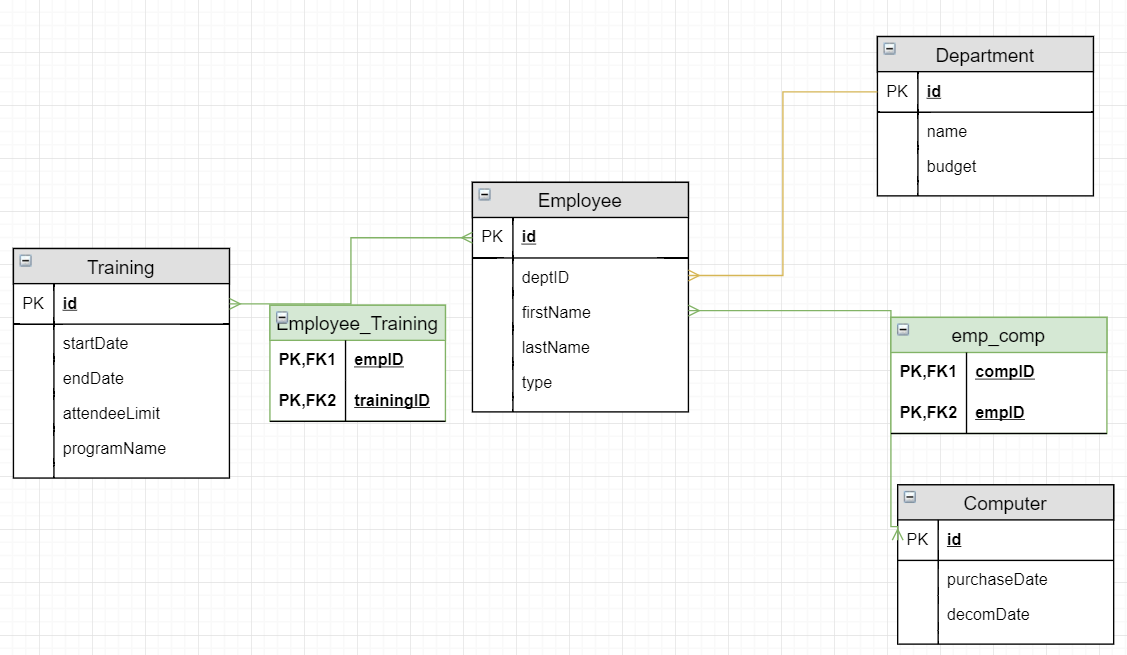 Department
PK id
name
budget
Employee
PK id
deptID
firstName
lastName
type
Training
PK id
startDate
endDate
attendeeLimit
programName
Employee_Training
PK,FK1 empID
PK,FK2 trainingID
emp_comp
PK,FK1 compID
PK,FK2 empID
Computer
PK id
purchaseDate
decomDate